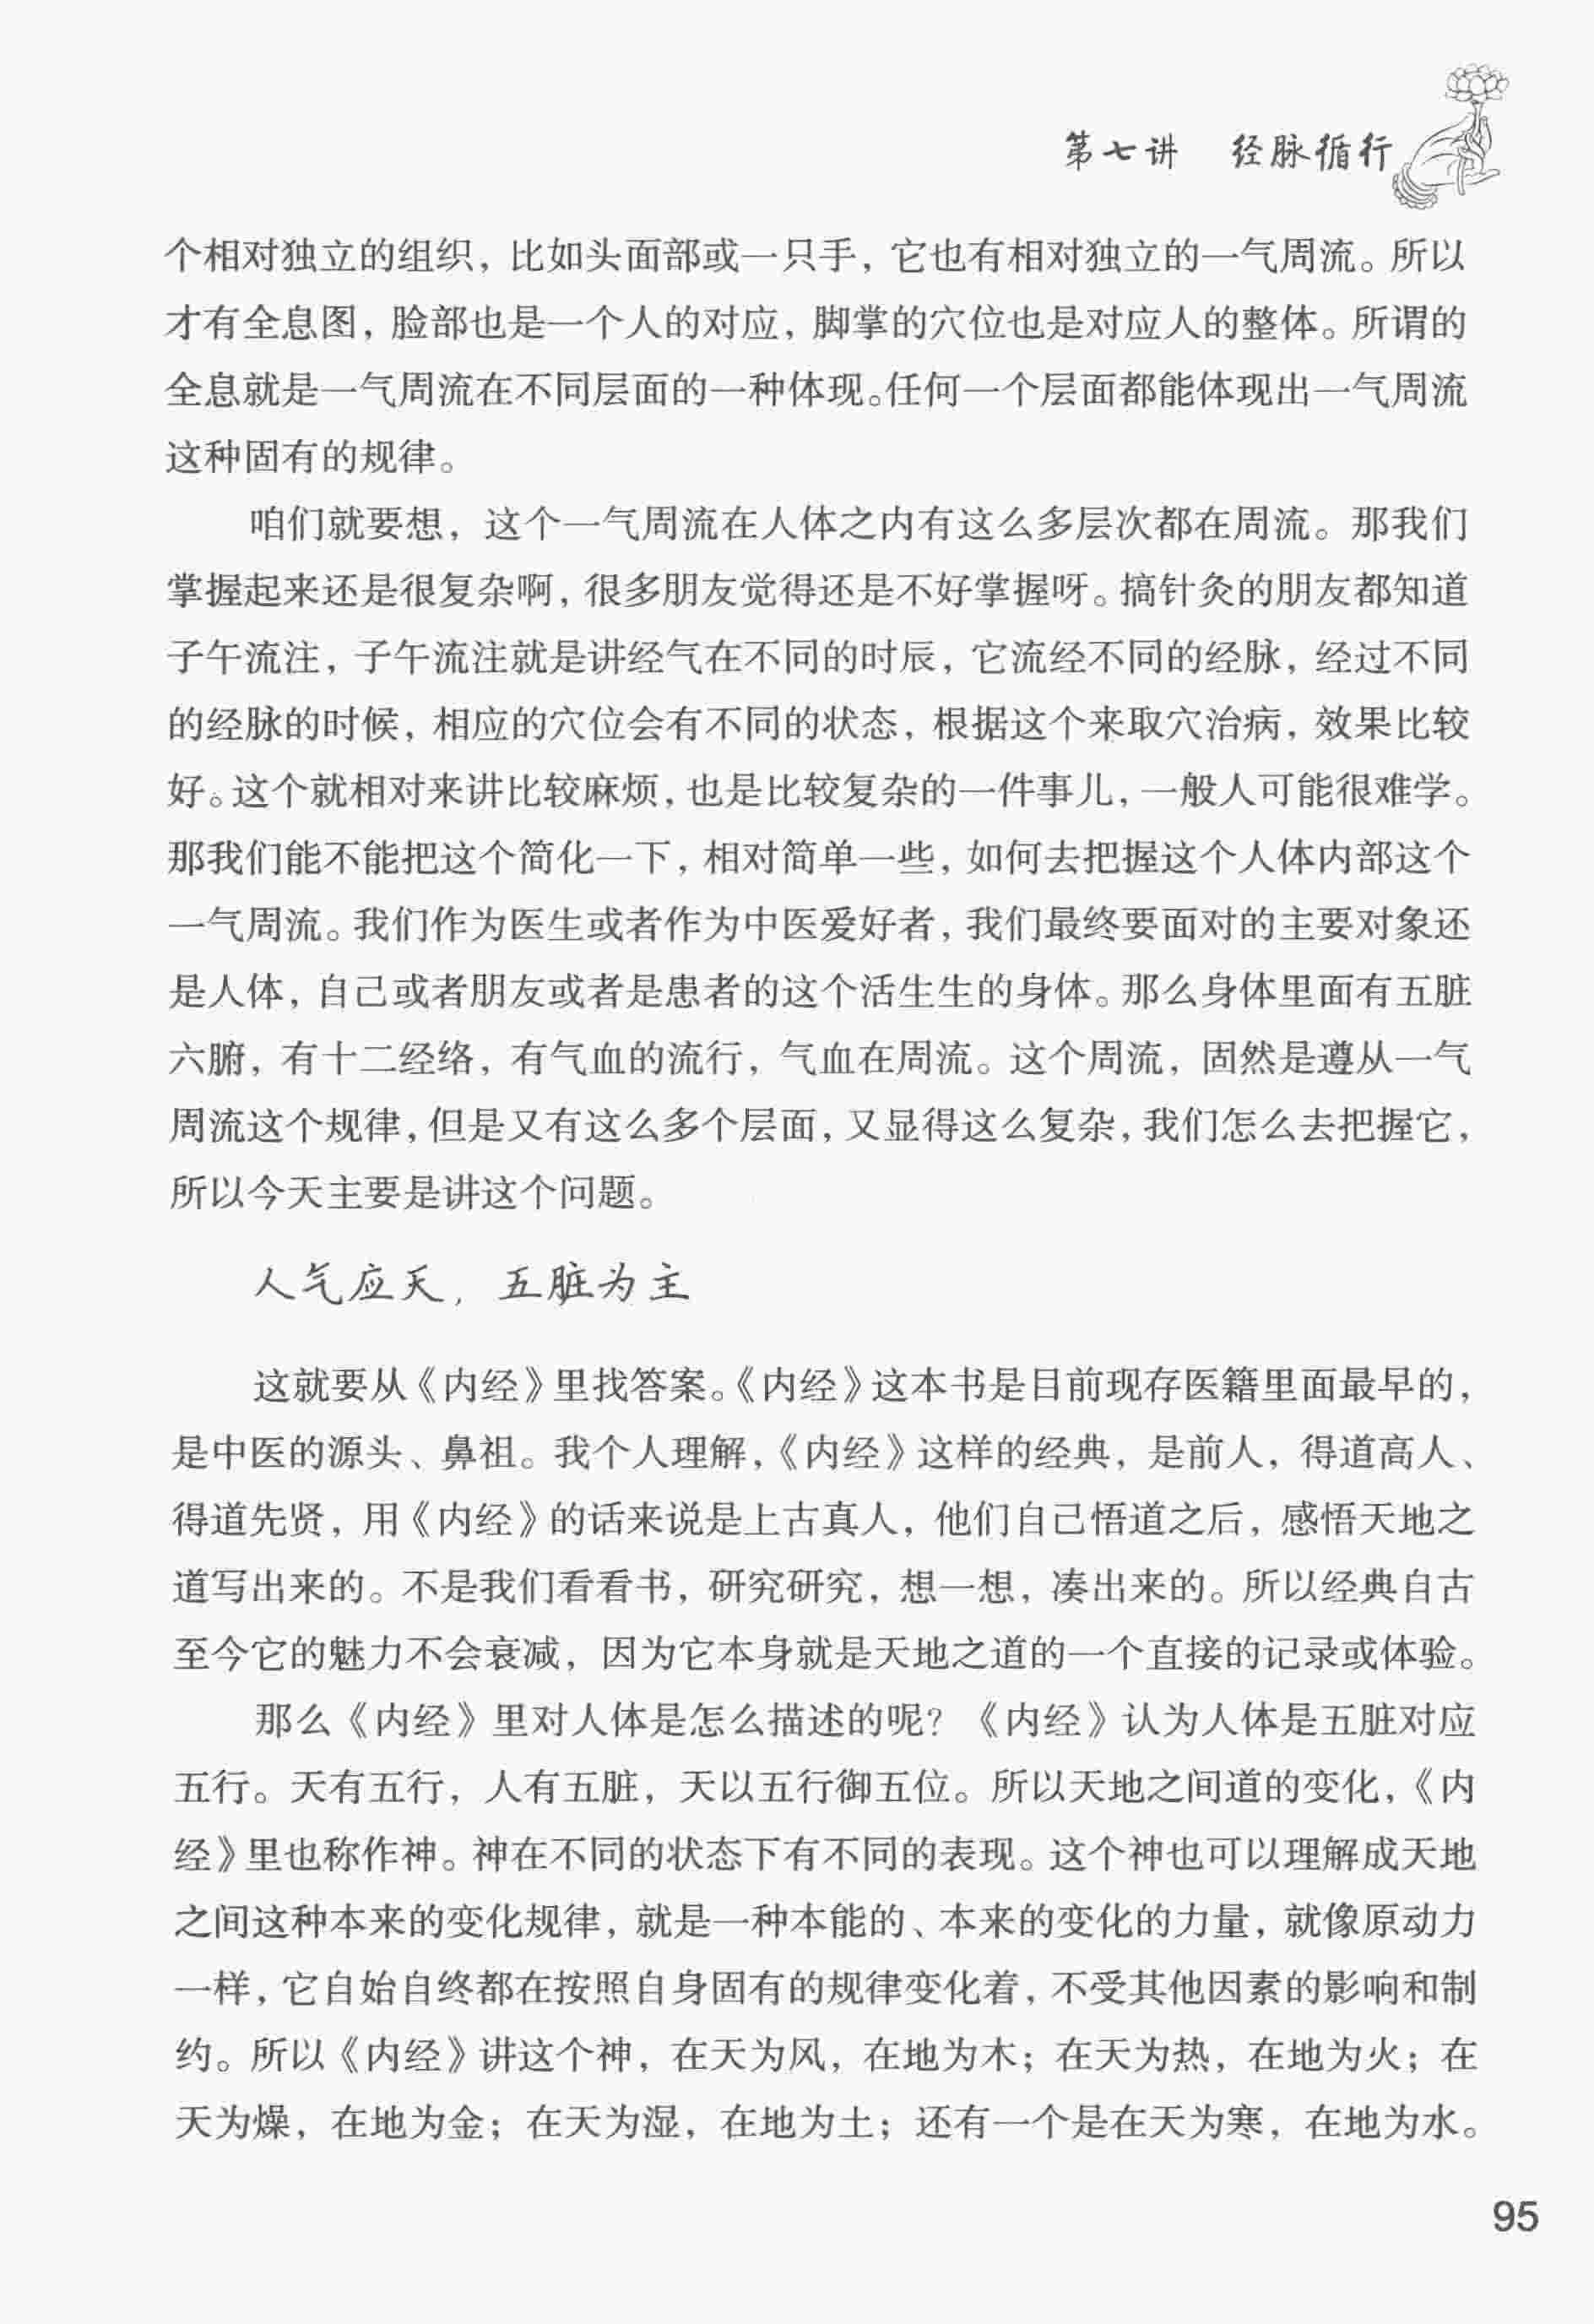 第七讲 经脉循行
个相对独立的组织，比如头面部或一只手，它也有相对独立的一气周流。所以
才有全息图，脸部也是一个人的对应，脚掌的穴位也是对应人的整体。所谓的
全息就是一气周流在不同层面的一种体现。任何一个层面都能体现出一气周流
这种固有的规律。
咱们就要想，这个一气周流在人体之内有这么多层次都在周流。那我们
掌握起来还是很复杂啊，很多朋友觉得还是不好掌握呀。搞针灸的朋友都知道
子午流注，子午流注就是讲经气在不同的时辰，它流经不同的经脉，经过不同
的经脉的时候，相应的穴位会有不同的状态，根据这个来取穴治病，效果比较
好。这个就相对来讲比较麻烦，也是比较复杂的一件事儿，一般人可能很难学。
那我们能不能把这个简化一下，相对简单一些，如何去把握这个人体内部这个
一气周流。我们作为医生或者作为中医爱好者，我们最终要面对的主要对象还
是人体，自己或者朋友或者是患者的这个活生生的身体。那么身体里面有五脏
六腑，有十二经络，有气血的流行，气血在周流。这个周流，固然是遵从一气
周流这个规律，但是又有这么多个层面，又显得这么复杂，我们怎么去把握它，
所以今天主要是讲这个问题。
人气应天，五脏为主
这就要从《内经》里找答案。《内经》这本书是目前现存医籍里面最早的，
是中医的源头、鼻祖。我个人理解，《内经》这样的经典，是前人，得道高人、
得道先贤，用《内经》的话来说是上古真人，他们自己悟道之后，感悟天地之
道写出来的。不是我们看看书，研究研究，想一想，凑出来的。所以经典自古
至今它的魅力不会衰减，因为它本身就是天地之道的一个直接的记录或体验。
那么《内经》里对人体是怎么描述的呢？《内经》认为人体是五脏对应
五行。天有五行，人有五脏，天以五行御五位。所以天地之间道的变化，《内
经》里也称作神。神在不同的状态下有不同的表现。这个神也可以理解成天地
之间这种本来的变化规律，就是一种本能的、本来的变化的力量，就像原动力
一样，它自始自终都在按照自身固有的规律变化着，不受其他因素的影响和制
约。所以《内经》讲这个神，在天为风，在地为木；在天为热，在地为火；在
天为燥，在地为金；在天为湿，在地为土；还有一个是在天为寒，在地为水。
95